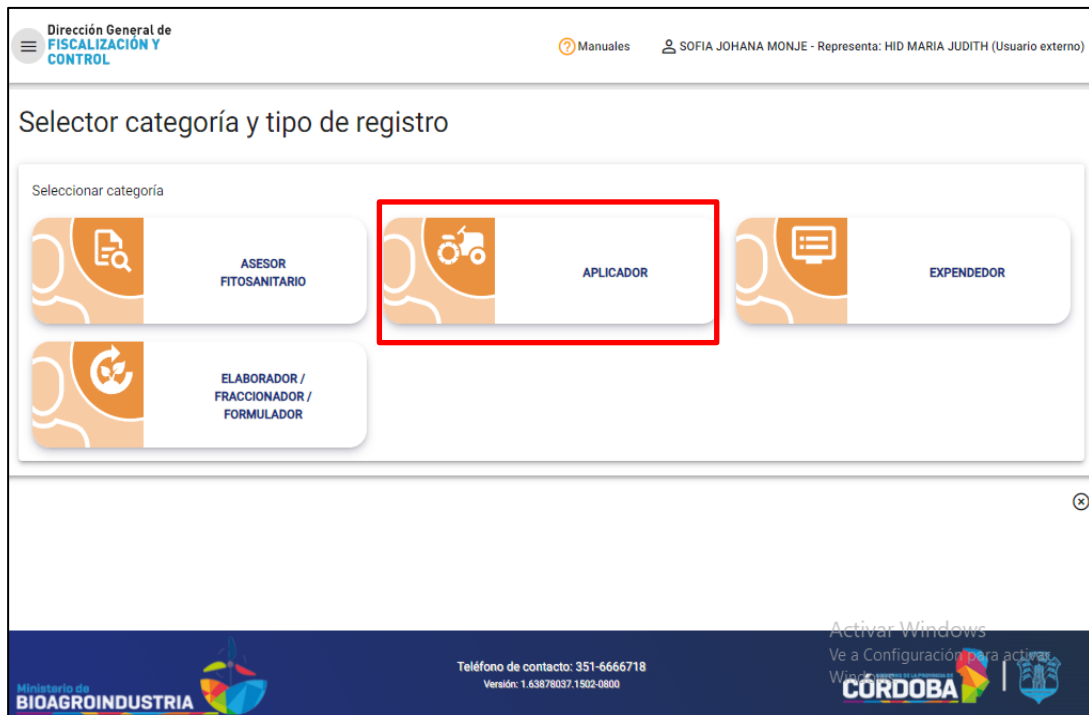 Dirección General de
FISCALIZACIÓN Y
CONTROL
Manuales
SOFIA JOHANA MONJE - Representa: HID MARIA JUDITH (Usuario externo)
Selector categoría y tipo de registro
Seleccionar categoría
ASESOR
FITOSANITARIO
APLICADOR
EXPENDEDOR
ELABORADOR /
FRACCIONADOR /
FORMULADOR
Activar Windows
Ve a Configuración para activar
Windows.
Ministerio de
BIOAGROINDUSTRIA
Teléfono de contacto: 351-6666718
Versión: 1.63878037.1502-0800
CÓRDOBA